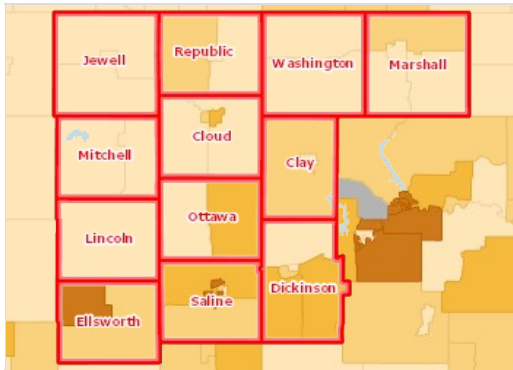 Republic
Jewell
Washington
Marshall
Cloud
Mitchell
Clay
Ottawa
Lincoln
Dickinson
Saline
Ellsworth